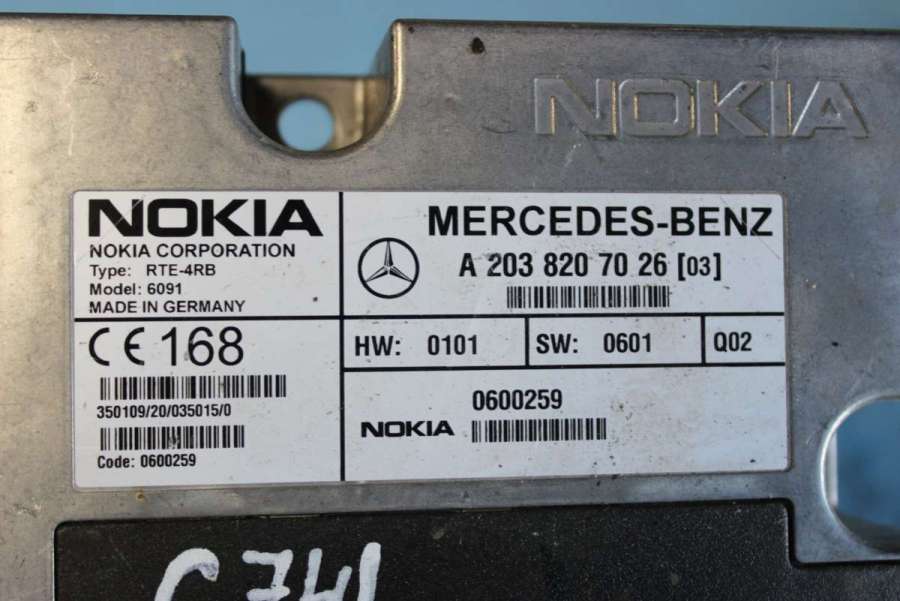 NOKIA
NOKIA
NOKIA CORPORATION
Type: RTE-4RB
Model: 6091
MADE IN GERMANY
CE 168
350109/20/035015/0
Code: 0600259
MERCEDES-BENZ
A 203 820 70 26 [03]
HW: 0101
SW: 0601
Q02
0600259
NOKIA